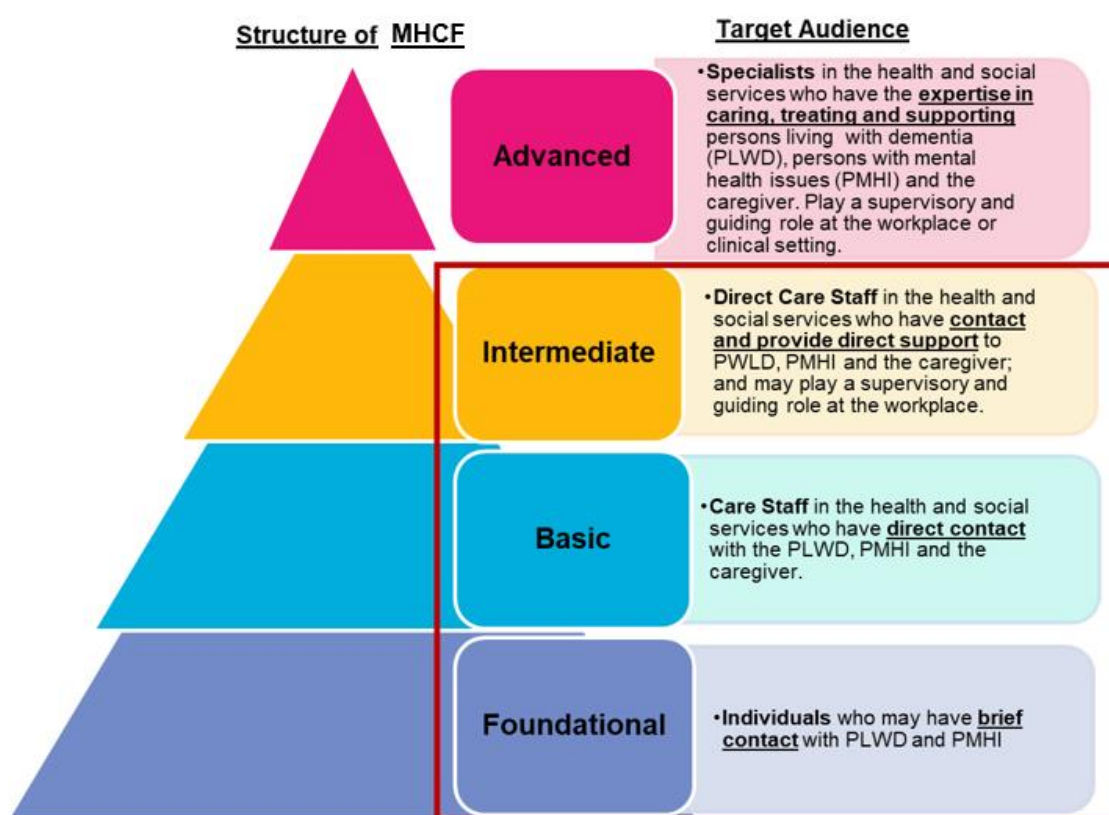 Structure of MHCF
Target Audience
Advanced
•Specialists in the health and social
services who have the expertise in
caring, treating and supporting
persons living with dementia
(PLWD), persons with mental
health issues (PMHI) and the
caregiver. Play a supervisory and
guiding role at the workplace or
clinical setting.
Intermediate
•Direct Care Staff in the health and
social services who have contact
and provide direct support to
PWLD, PMHI and the caregiver;
and may play a supervisory and
guiding role at the workplace.
Basic
•Care Staff in the health and social
services who have direct contact
with the PLWD, PMHI and the
caregiver.
Foundational
•Individuals who may have brief
contact with PLWD and PMHI